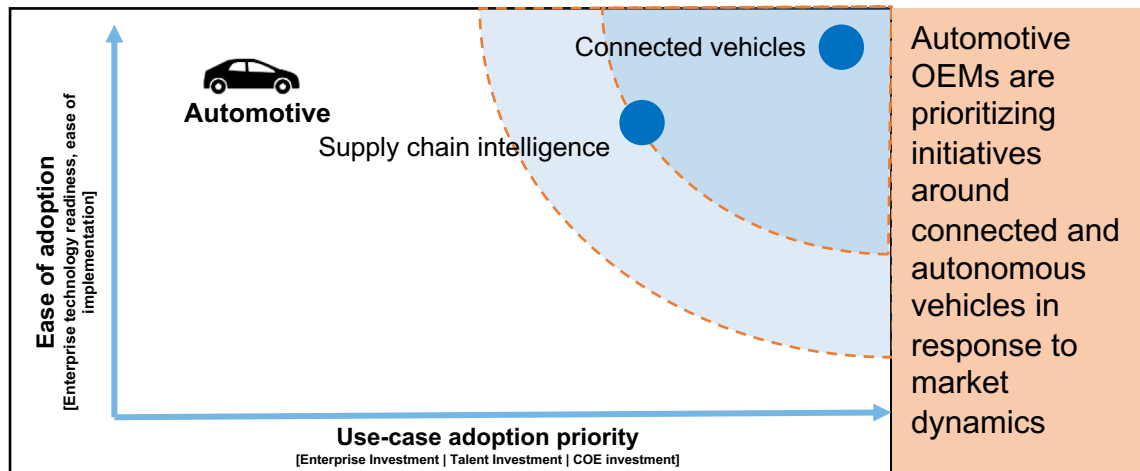 Connected vehicles
Automotive
Supply chain intelligence
Ease of adoption
[Enterprise technology readiness, ease of
implementation]
Use-case adoption priority
[Enterprise Investment | Talent Investment | COE investment]
Automotive
OEMs are
prioritizing
initiatives
around
connected and
autonomous
vehicles in
response to
market
dynamics